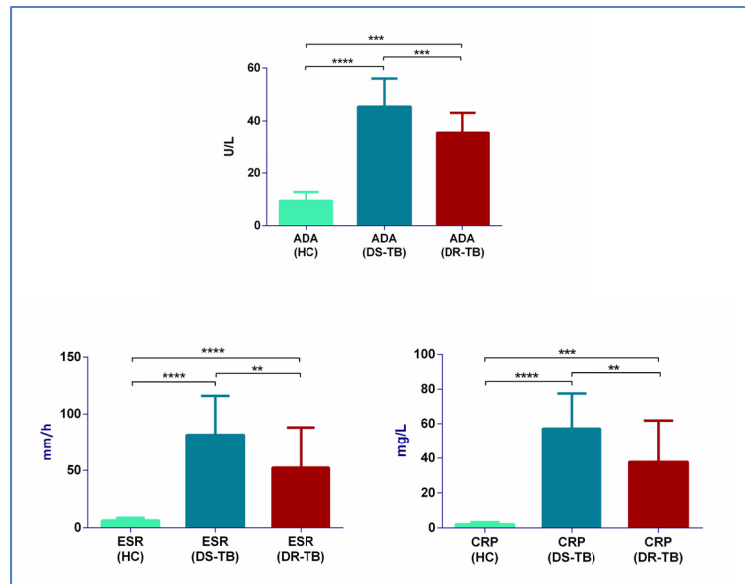 ***
**** ***
60
40
20
0
U/L
ADA ADA ADA
(HC) (DS-TB) (DR-TB)
****
**** **
150
100
50
0
mm/h
ESR ESR ESR
(HC) (DS-TB) (DR-TB)
***
**** **
100
80
60
40
20
0
mg/L
CRP CRP CRP
(HC) (DS-TB) (DR-TB)